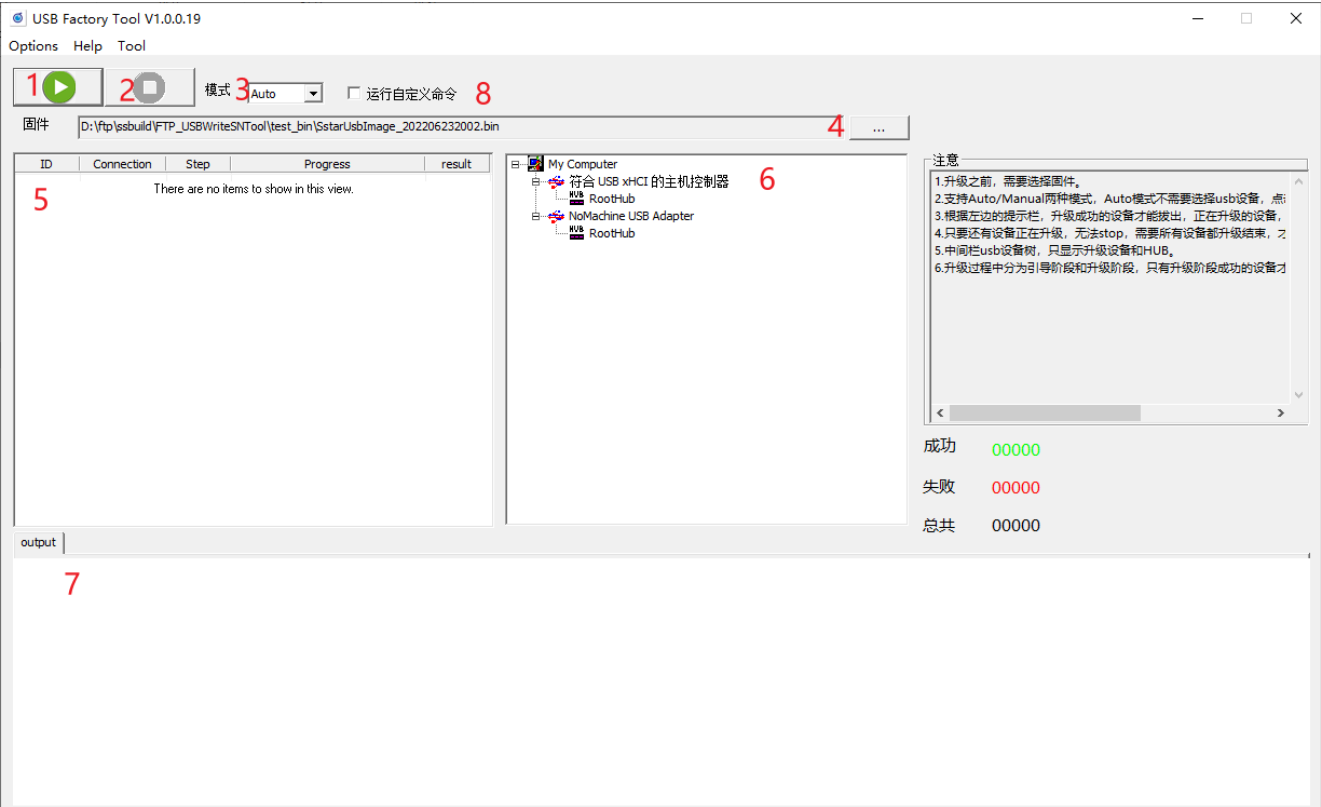 USB Factory Tool V1.0.0.19
Options Help Tool
1 2 模式 3 Auto 运行自定义命令 8
固件 D:\ftp\ssbuild\FTP_USBWriteSNTool\test_bin\SstarUsbImage_202206232002.bin 4 ...
ID Connection Step Progress result
There are no items to show in this view.
5
My Computer
6
符合 USB xHCI 的主机控制器
HUB RootHub
NoMachine USB Adapter
HUB RootHub
注意
1.升级之前，需要选择固件。
2.支持Auto/Manual两种模式，Auto模式不需要选择usb设备，点
3.根据左边的提示栏，升级成功的设备才能拔出，正在升级的设备，
4.只要还有设备正在升级，无法stop，需要所有设备都升级结束，
5.中间栏usb设备树，只显示升级设备和HUB。
6.升级过程中分为引导阶段和升级阶段，只有升级阶段成功的设备才
成功 00000
失败 00000
总共 00000
output
7